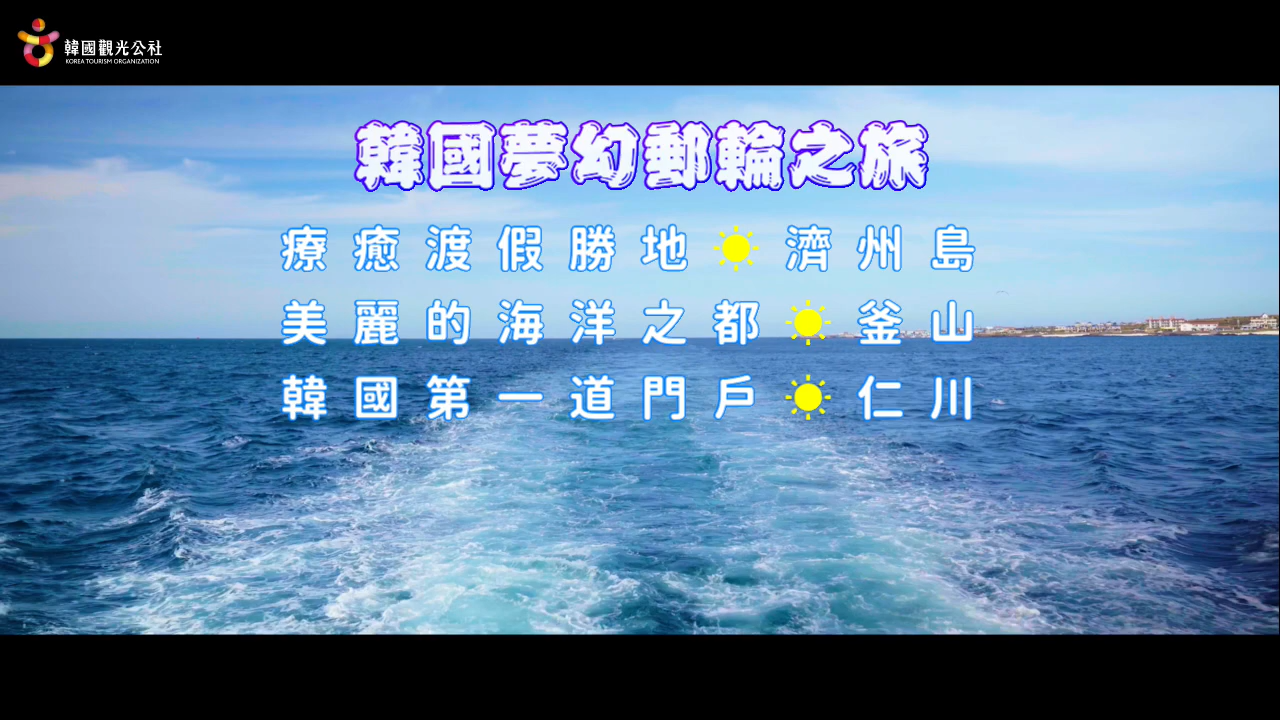 韓國觀光公社
KOREA TOURISM ORGANIZATION
韓國夢幻郵輪之旅
療癒渡假勝地☀濟州島
美麗的海洋之都☀釜山
韓國第一道門戶☀仁川